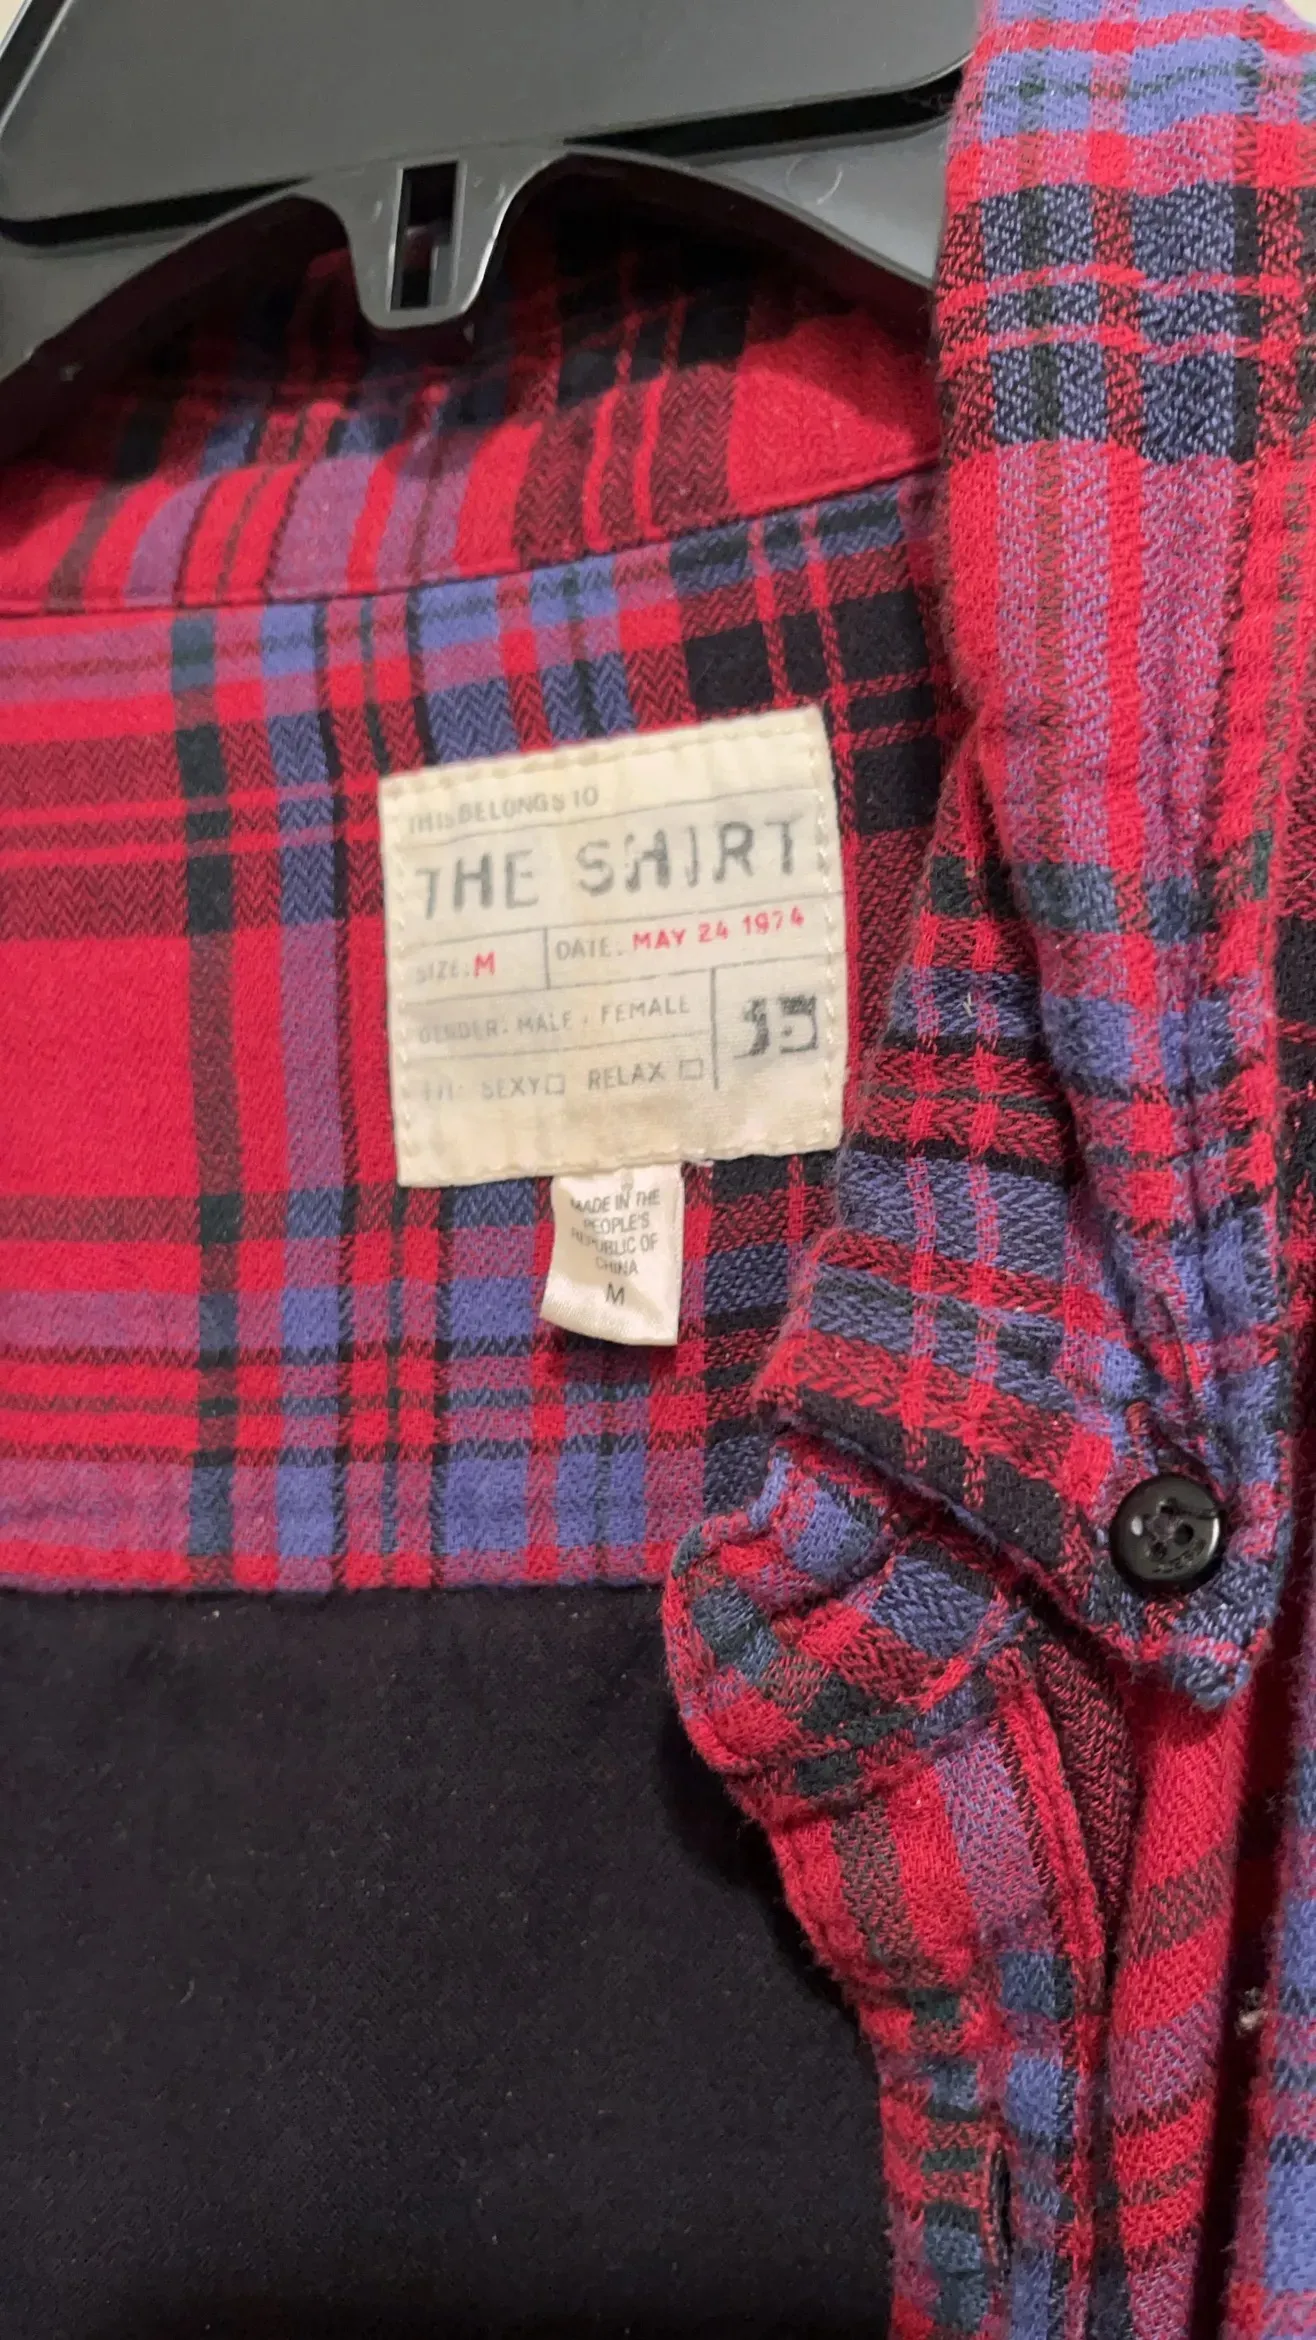 THIS BELONGS TO
THE SHIRT
SIZE: M DATE. MAY 24 1974
GENDER. MALE . FEMALE
FIT: SEXY RELAX
MADE IN THE
PEOPLE'S
REPUBLIC OF
CHINA
M